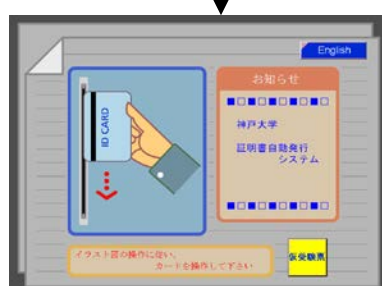 English
お知らせ
ID CARD
神戸大学
証明書自動発行
システム
イラスト図の操作に従い、
カードを操作して下さい
仮受験票